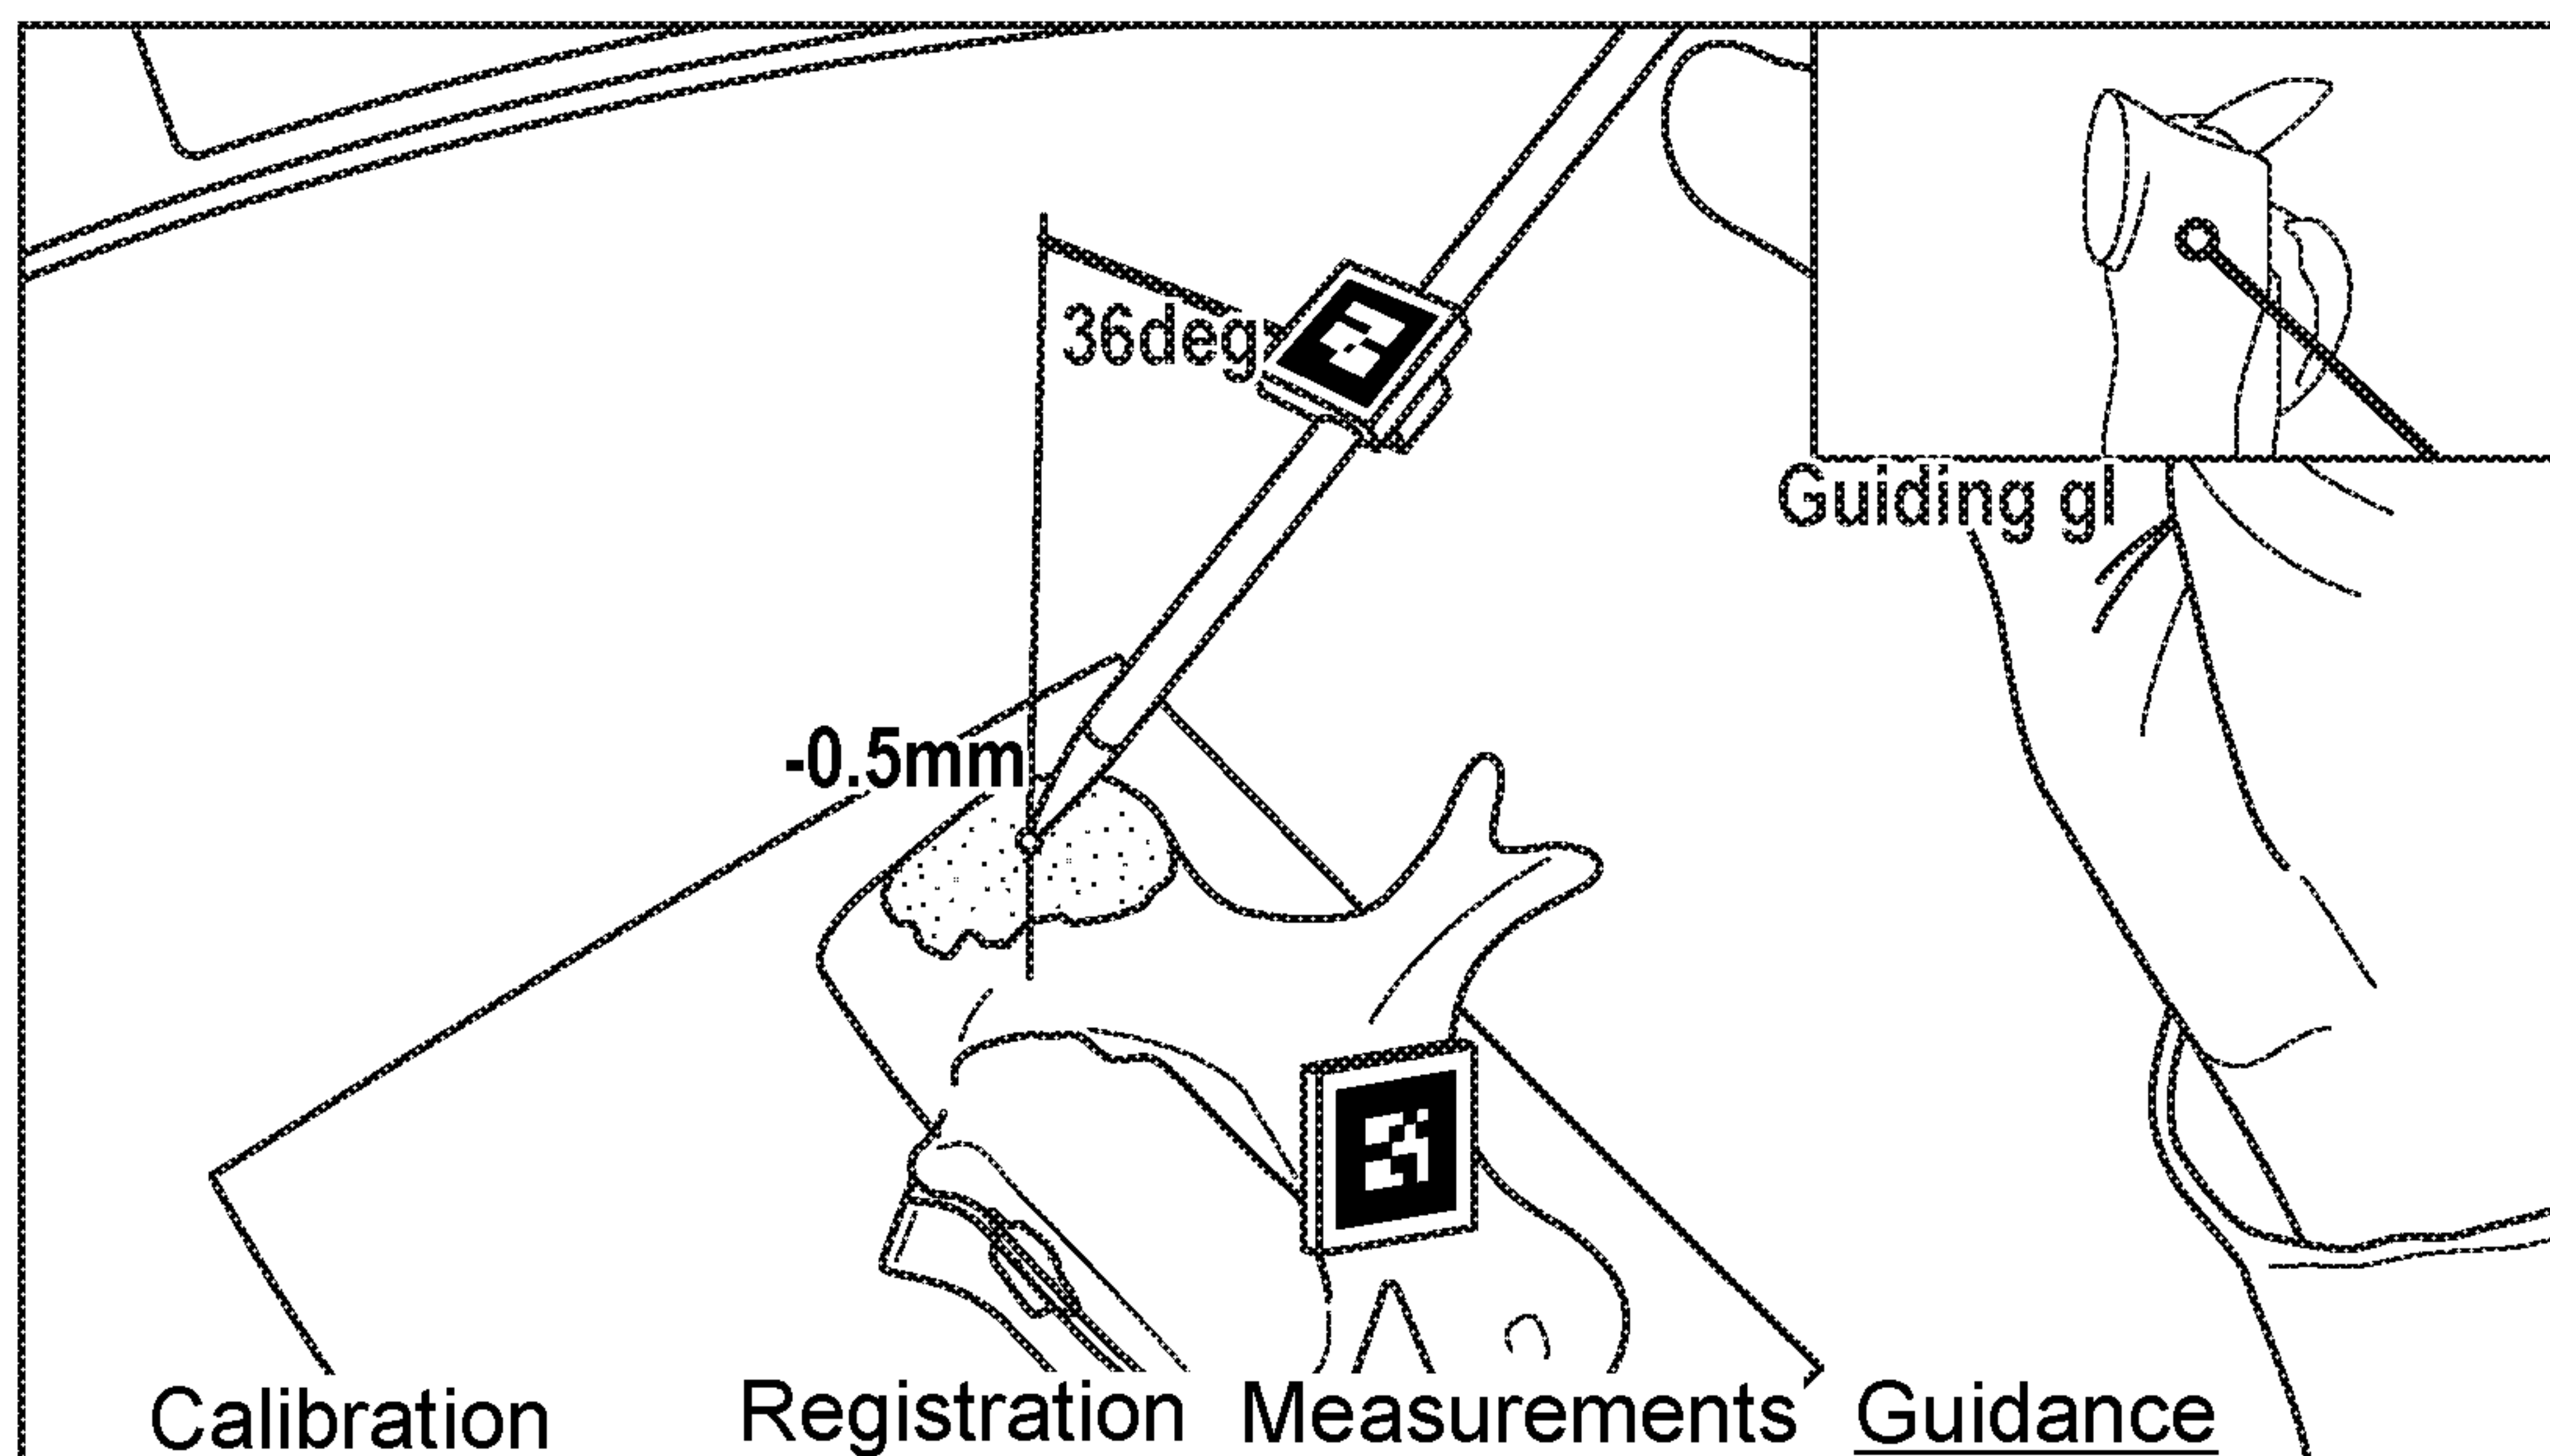 36deg
Guiding gl
-0.5mm
Calibration Registration Measurements Guidance